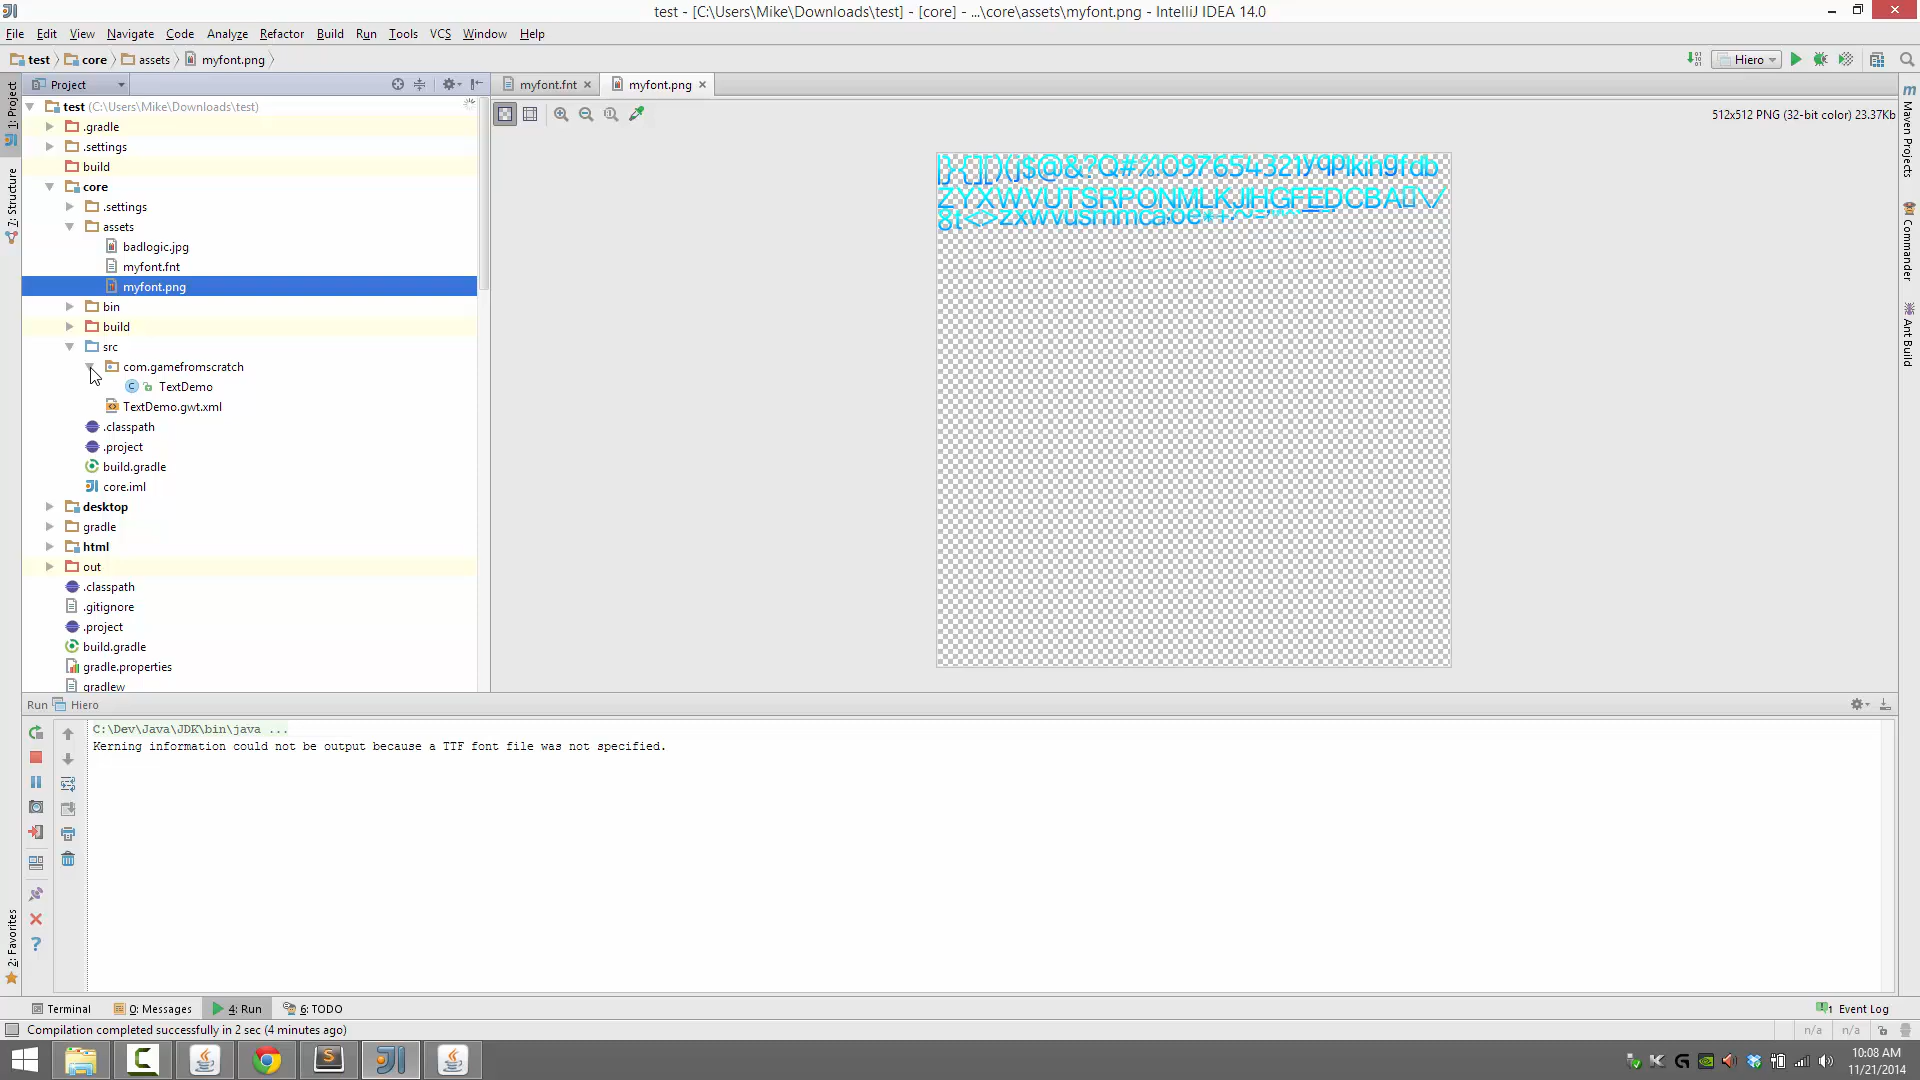 test - [C:\Users\Mike\Downloads\test] - [core] - ...\core\assets\myfont.png - IntelliJ IDEA 14.0
File Edit View Navigate Code Analyze Refactor Build Run Tools VCS Window Help
test core assets myfont.png
Hiero
Project
myfont.fnt
myfont.png
512x512 PNG (32-bit color) 23.37Kb
1: Project
7: Structure
2: Favorites
m
Maven Projects
Commander
Ant Build
test (C:\Users\Mike\Downloads\test)
.gradle
.settings
build
core
.settings
assets
badlogic.jpg
myfont.fnt
myfont.png
bin
build
src
com.gamefromscratch
TextDemo
TextDemo.gwt.xml
.classpath
.project
build.gradle
core.iml
desktop
gradle
html
out
.classpath
.gitignore
.project
build.gradle
gradle.properties
gradlew
|}{][)(j$@&?Q#%!097654321yqplkihgfdb
ZYXWVUTSRPONMLKJIHGFEDCBA
Run Hiero
C:\Dev\Java\JDK\bin\java ...
Kerning information could not be output because a TTF font file was not specified.
Terminal 0: Messages 4: Run 6: TODO
1 Event Log
Compilation completed successfully in 2 sec (4 minutes ago)
n/a n/a
10:08 AM
11/21/2014